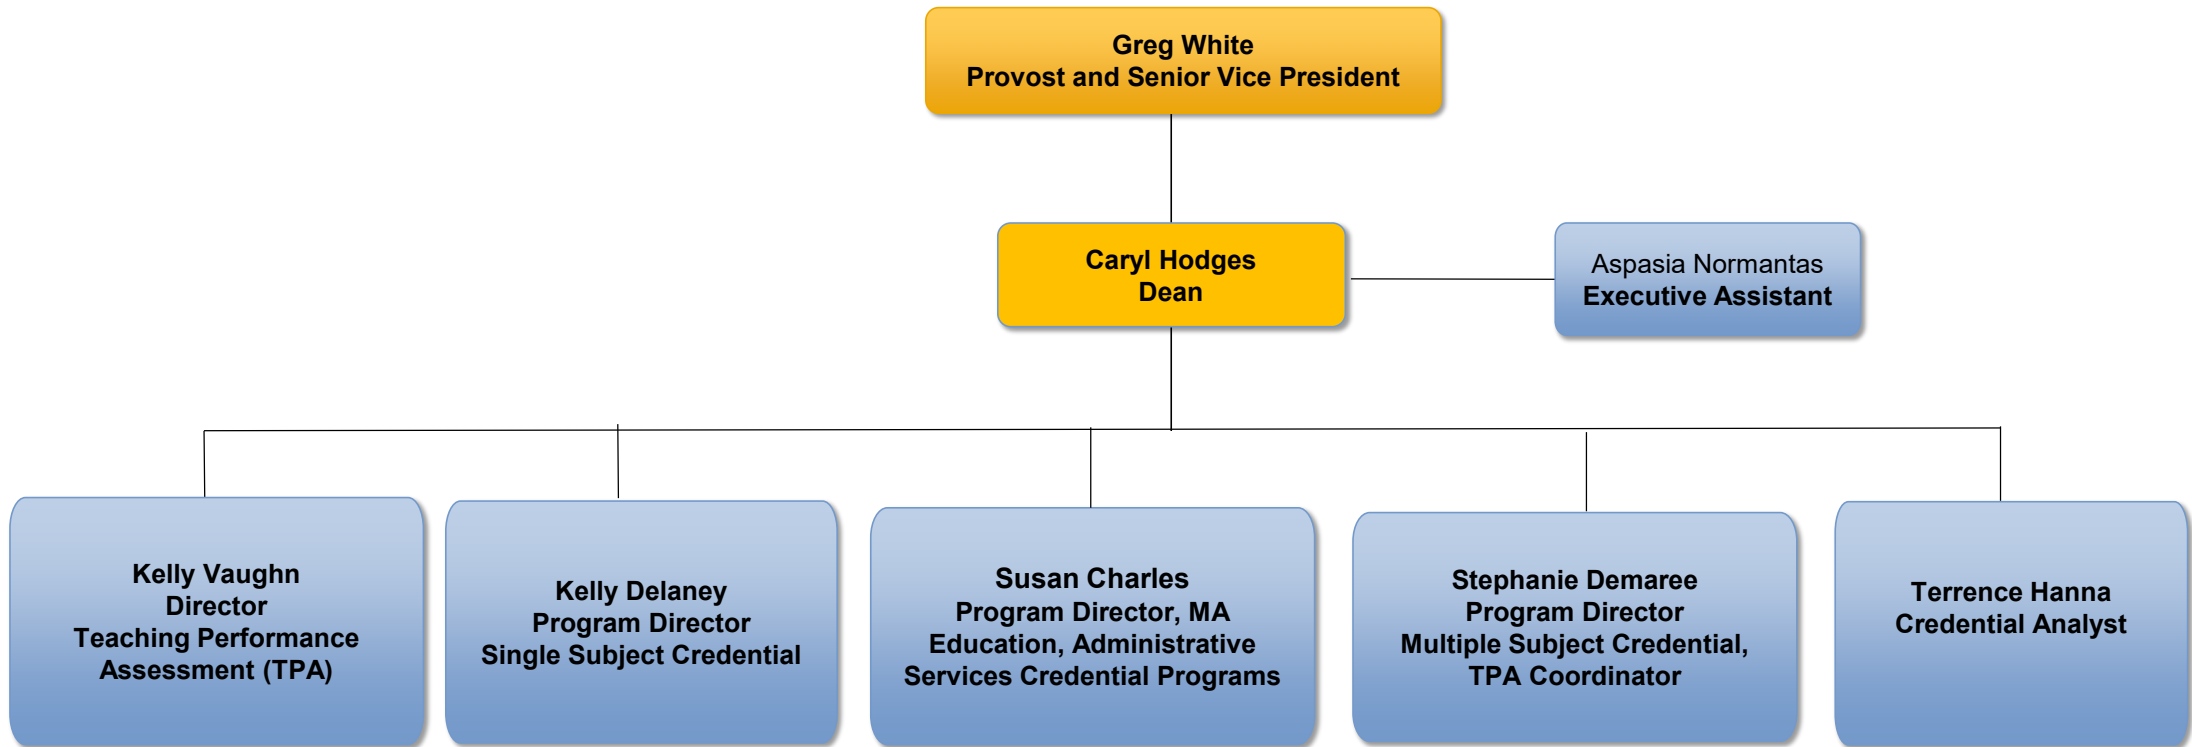 Greg White
Provost and Senior Vice President
Caryl Hodges
Dean
Aspasia Normantas
Executive Assistant
Kelly Vaughn
Director
Teaching Performance
Assessment (TPA)
Kelly Delaney
Program Director
Single Subject Credential
Susan Charles
Program Director, MA
Education, Administrative
Services Credential Programs
Stephanie Demaree
Program Director
Multiple Subject Credential,
TPA Coordinator
Terrence Hanna
Credential Analyst